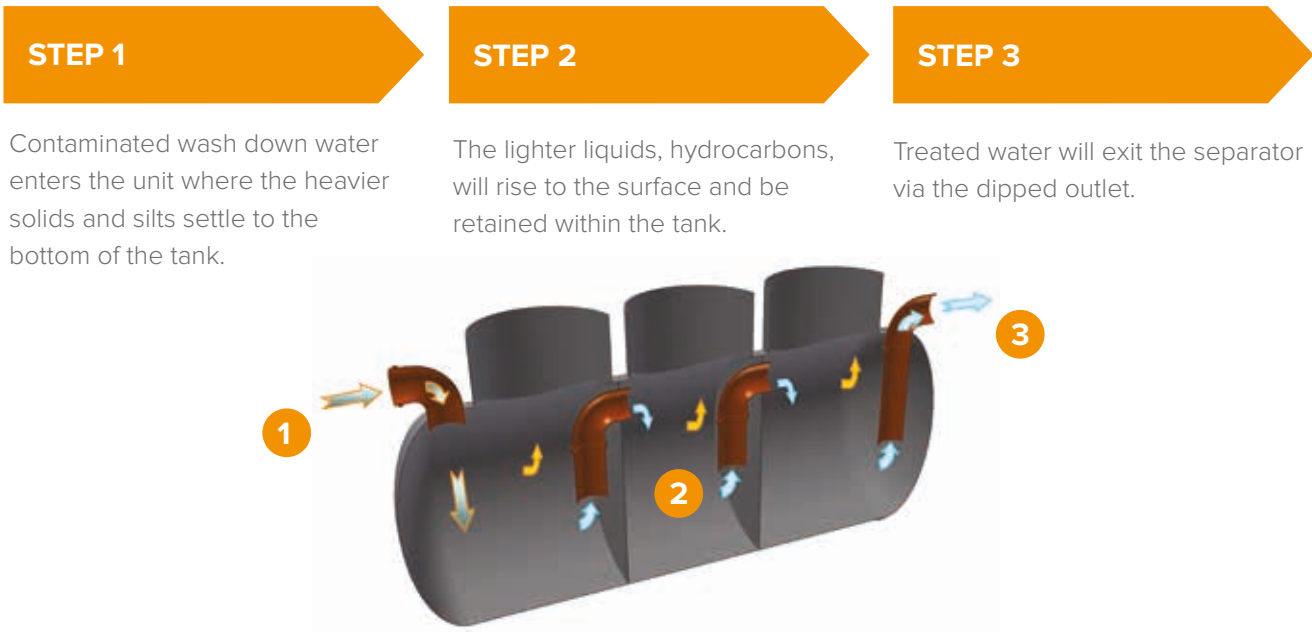 STEP 1
Contaminated wash down water
enters the unit where the heavier
solids and silts settle to the
bottom of the tank.
STEP 2
The lighter liquids, hydrocarbons,
will rise to the surface and be
retained within the tank.
STEP 3
Treated water will exit the separator
via the dipped outlet.
1
2
3